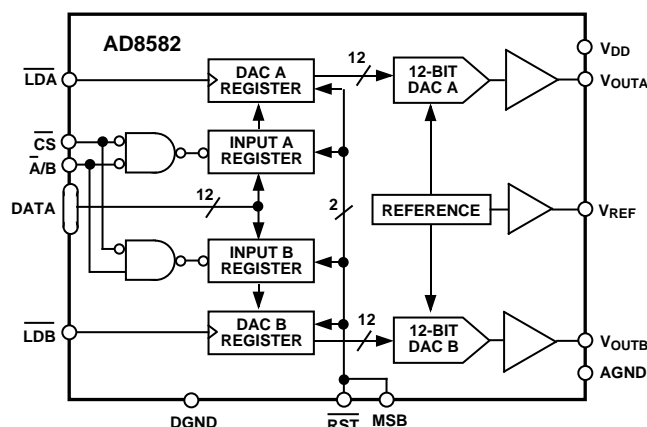 AD8582
LDA
DAC A
REGISTER
12
12-BIT
DAC A
VDD
VOUTA
CS
A/B
INPUT A
REGISTER
DATA
12
2
REFERENCE
VREF
INPUT B
REGISTER
LDB
DAC B
REGISTER
12
12-BIT
DAC B
VOUTB
AGND
DGND
RST
MSB